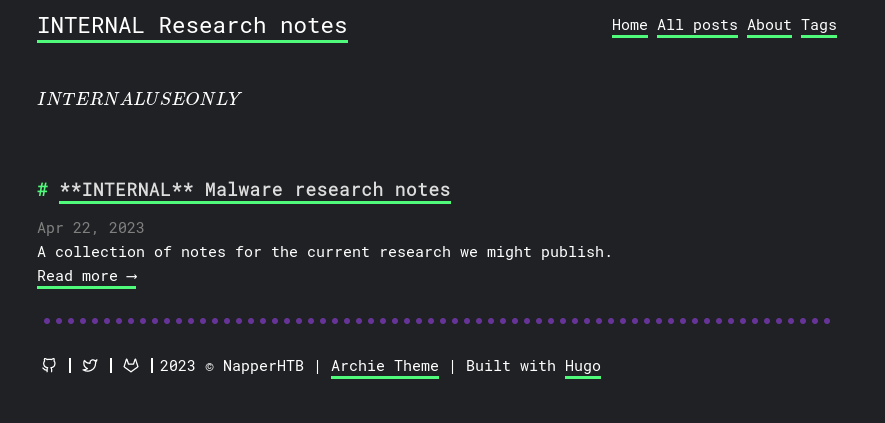 INTERNAL Research notes
Home All posts About Tags
INTERNALUSEONLY
# **INTERNAL** Malware research notes
Apr 22, 2023
A collection of notes for the current research we might publish.
Read more ⟶
2023 © NapperHTB | Archie Theme | Built with Hugo